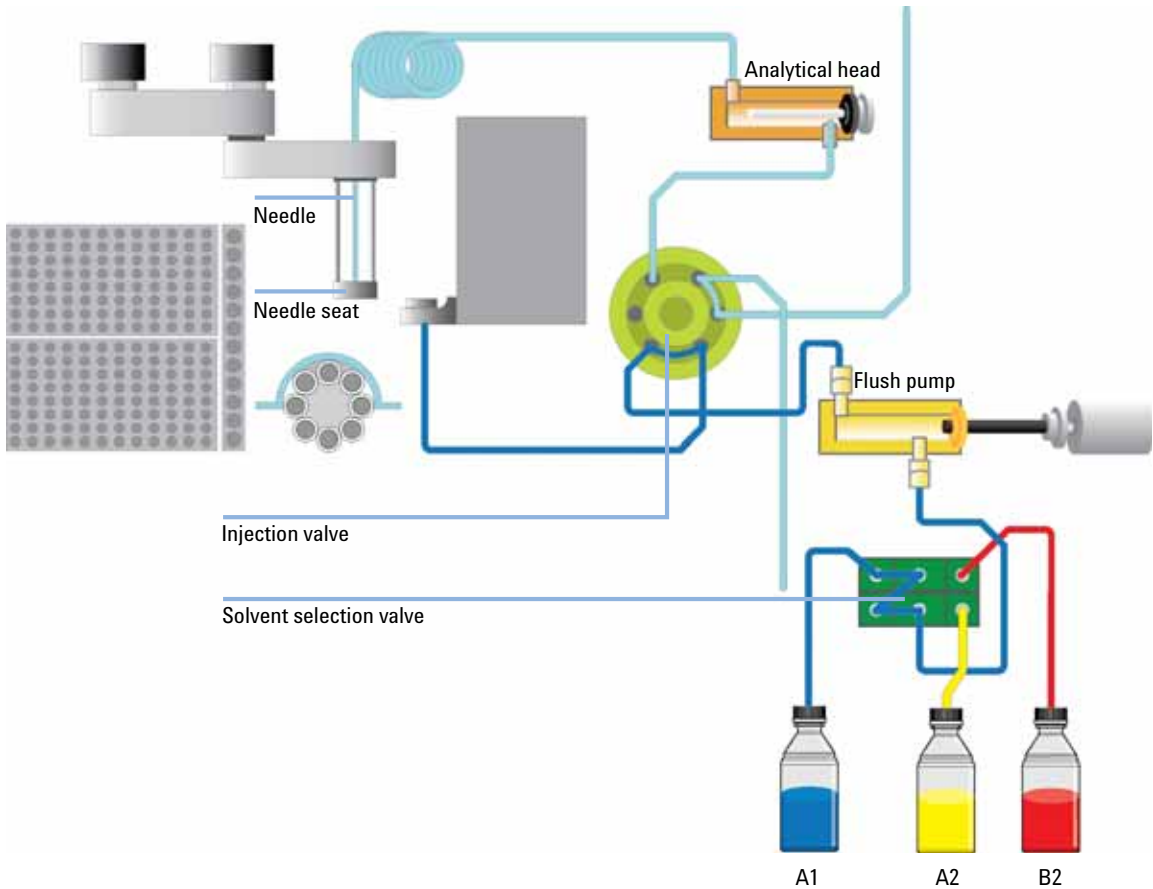 Analytical head
Needle
Needle seat
Flush pump
Injection valve
Solvent selection valve
A1
A2
B2